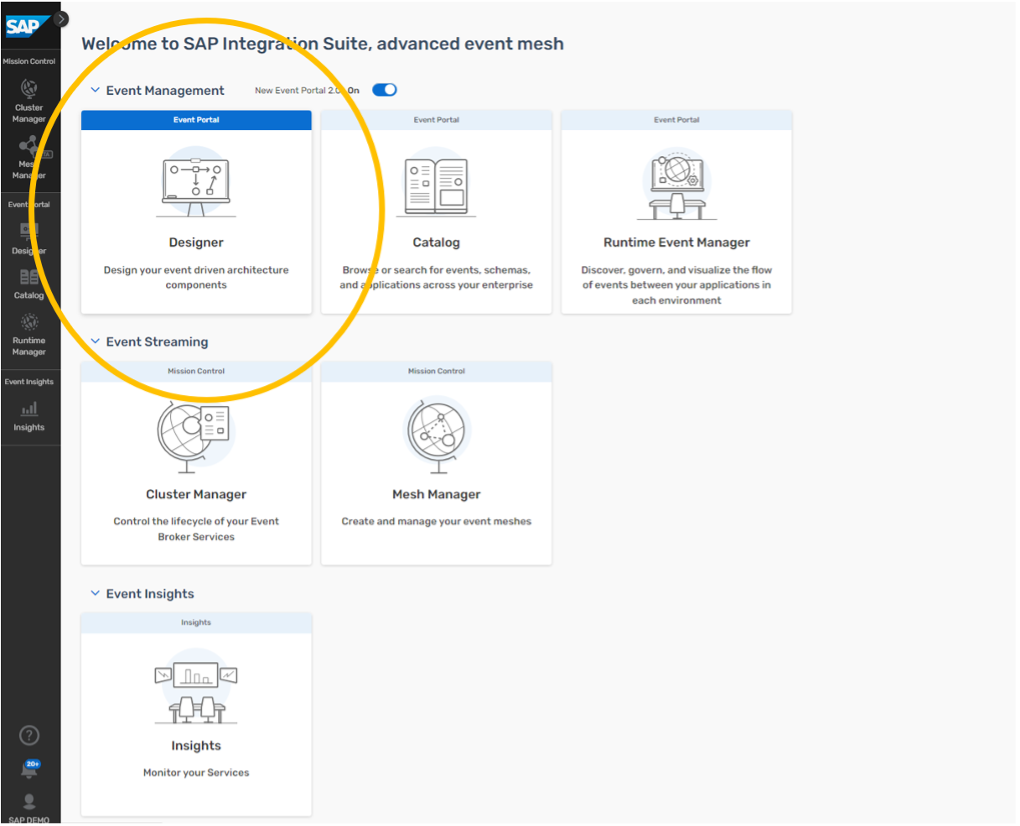 SAP
Mission Control
Cluster
Manager
Mesh
Manager
Event Portal
Designer
Catalog
Runtime
Manager
Event Insights
Insights
20+
SAP DEMO
Welcome to SAP Integration Suite, advanced event mesh
Event Management
New Event Portal 2.0: On
Event Portal
Designer
Design your event driven architecture
components
Event Portal
Catalog
Browse or search for events, schemas,
and applications across your enterprise
Event Portal
Runtime Event Manager
Discover, govern, and visualize the flow
of events between your applications in
each environment
Event Streaming
Mission Control
Cluster Manager
Control the lifecycle of your Event
Broker Services
Mission Control
Mesh Manager
Create and manage your event meshes
Event Insights
Insights
Insights
Monitor your Services